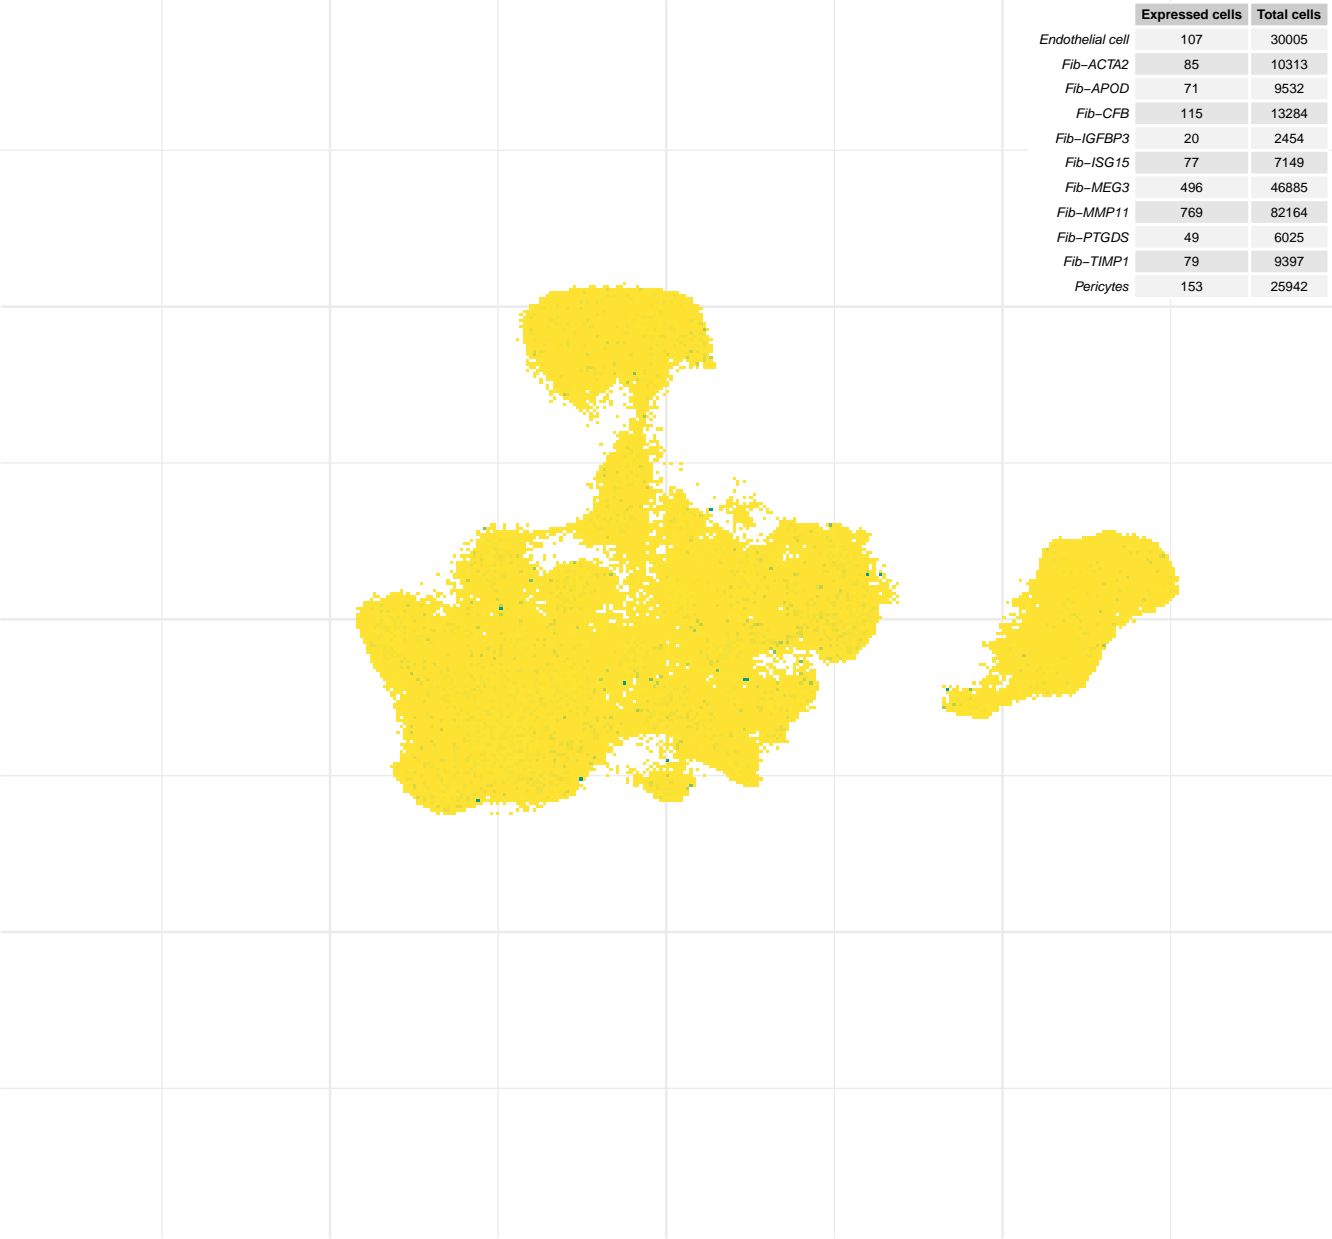 Expressed cells Total cells
Endothelial cell 107 30005
Fib−ACTA2 85 10313
Fib−APOD 71 9532
Fib−CFB 115 13284
Fib−IGFBP3 20 2454
Fib−ISG15 77 7149
Fib−MEG3 496 46885
Fib−MMP11 769 82164
Fib−PTGDS 49 6025
Fib−TIMP1 79 9397
Pericytes 153 25942